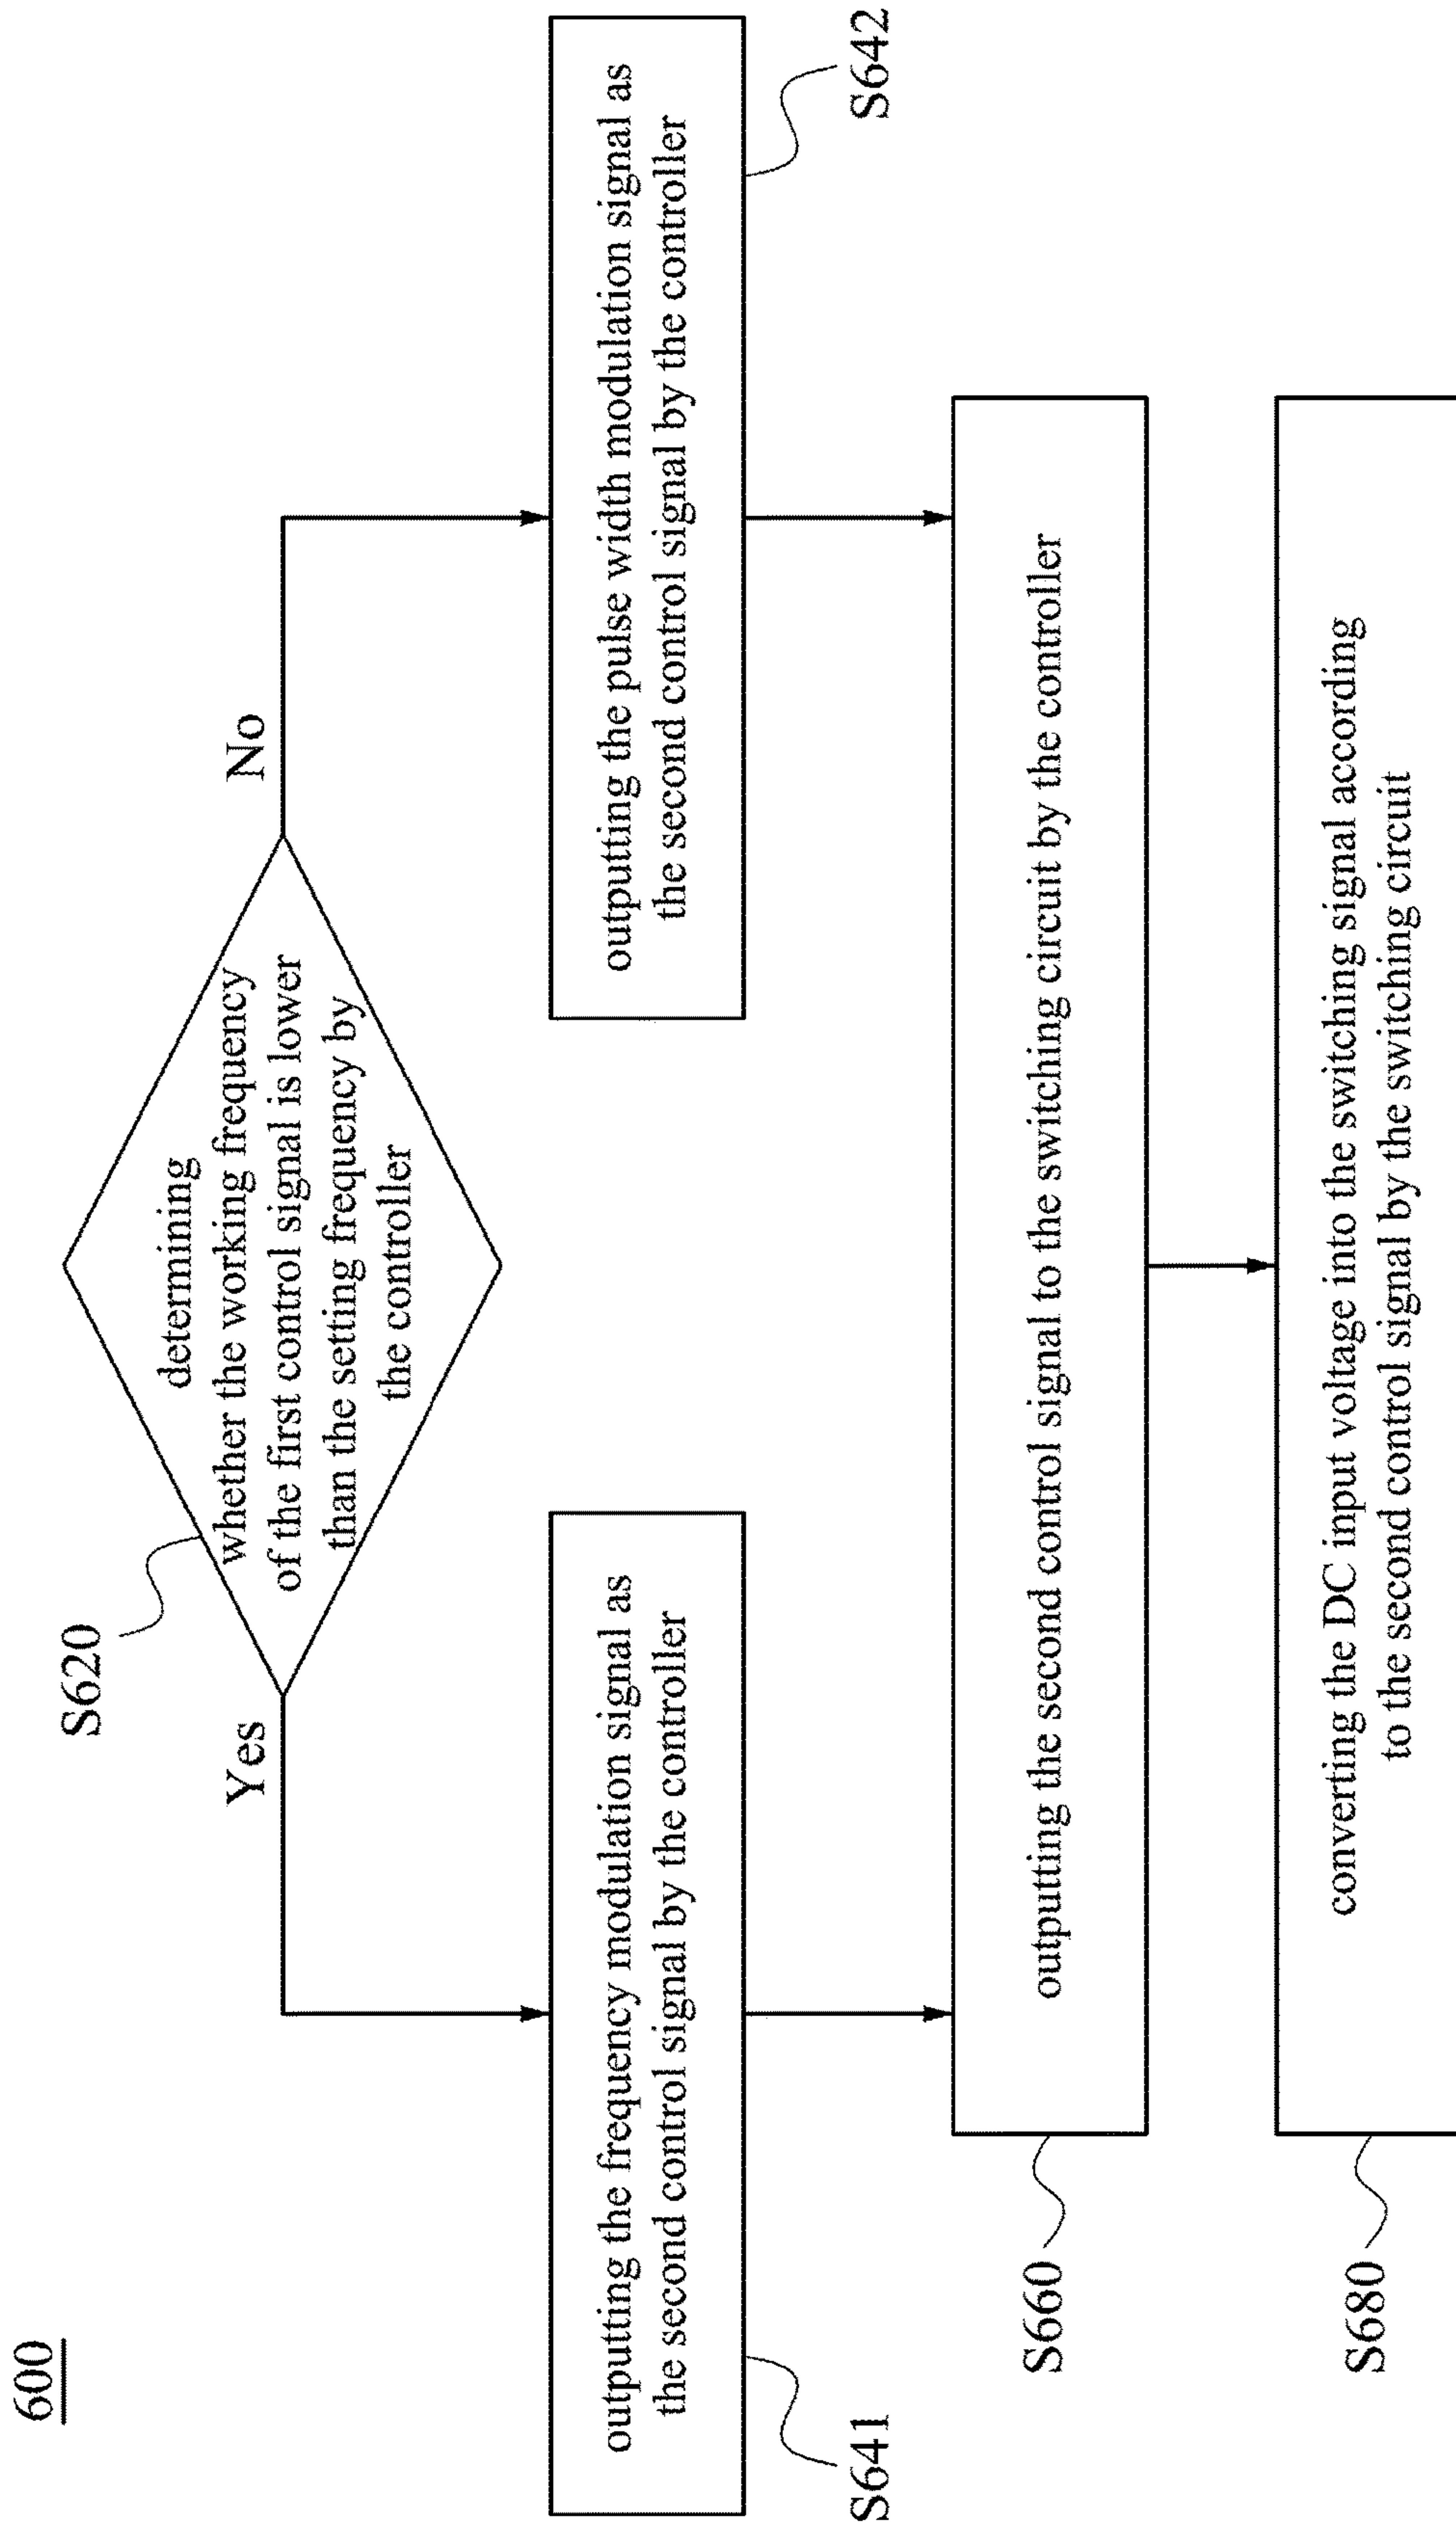 600
S620
determining
whether the working frequency
of the first control signal is lower
than the setting frequency by
the controller
Yes
No
outputting the frequency modulation signal as
the second control signal by the controller
S641
outputting the pulse width modulation signal as
the second control signal by the controller
S642
outputting the second control signal to the switching circuit by the controller
S660
converting the DC input voltage into the switching signal according
to the second control signal by the switching circuit
S680